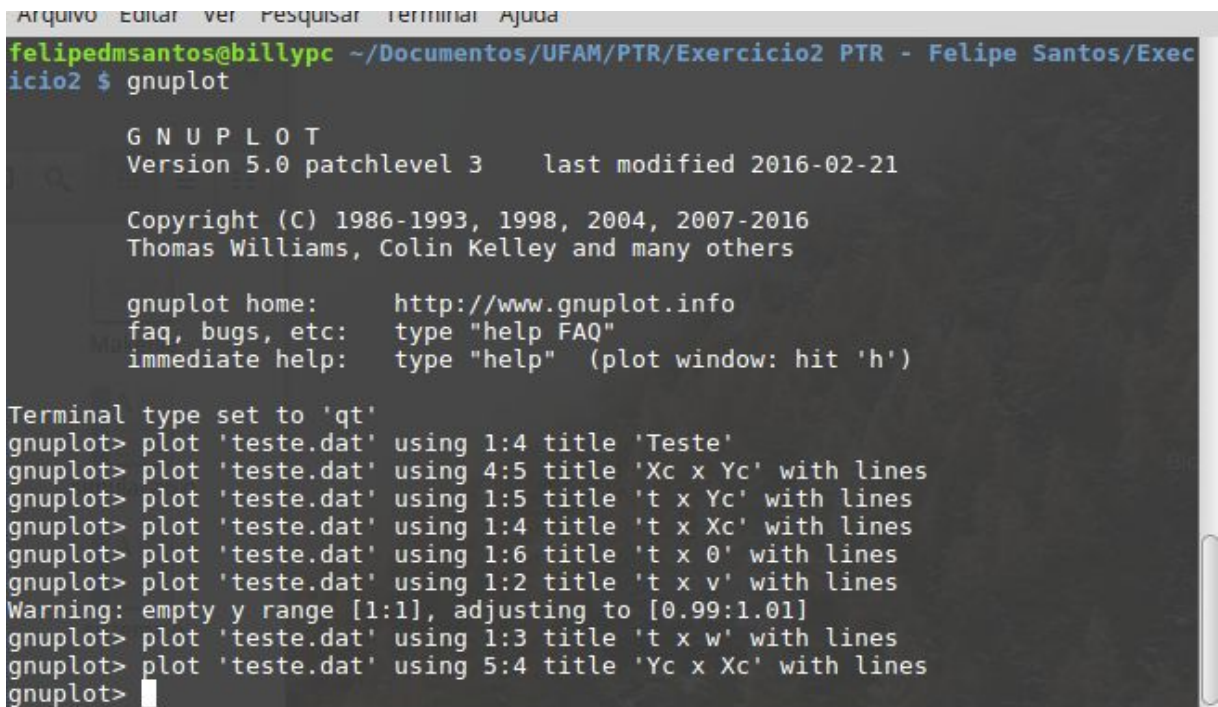 Arquivo Editar Ver Pesquisar Terminal Ajuda
felipedmsantos@billypc ~/Documentos/UFAM/PTR/Exercicio2 PTR - Felipe Santos/Exec
icio2 $ gnuplot
G N U P L O T
Version 5.0 patchlevel 3    last modified 2016-02-21
Copyright (C) 1986-1993, 1998, 2004, 2007-2016
Thomas Williams, Colin Kelley and many others
gnuplot home:     http://www.gnuplot.info
faq, bugs, etc:   type "help FAQ"
immediate help:   type "help"  (plot window: hit 'h')
Terminal type set to 'qt'
gnuplot> plot 'teste.dat' using 1:4 title 'Teste'
gnuplot> plot 'teste.dat' using 4:5 title 'Xc x Yc' with lines
gnuplot> plot 'teste.dat' using 1:5 title 't x Yc' with lines
gnuplot> plot 'teste.dat' using 1:4 title 't x Xc' with lines
gnuplot> plot 'teste.dat' using 1:6 title 't x 0' with lines
gnuplot> plot 'teste.dat' using 1:2 title 't x v' with lines
Warning: empty y range [1:1], adjusting to [0.99:1.01]
gnuplot> plot 'teste.dat' using 1:3 title 't x w' with lines
gnuplot> plot 'teste.dat' using 5:4 title 'Yc x Xc' with lines
gnuplot>